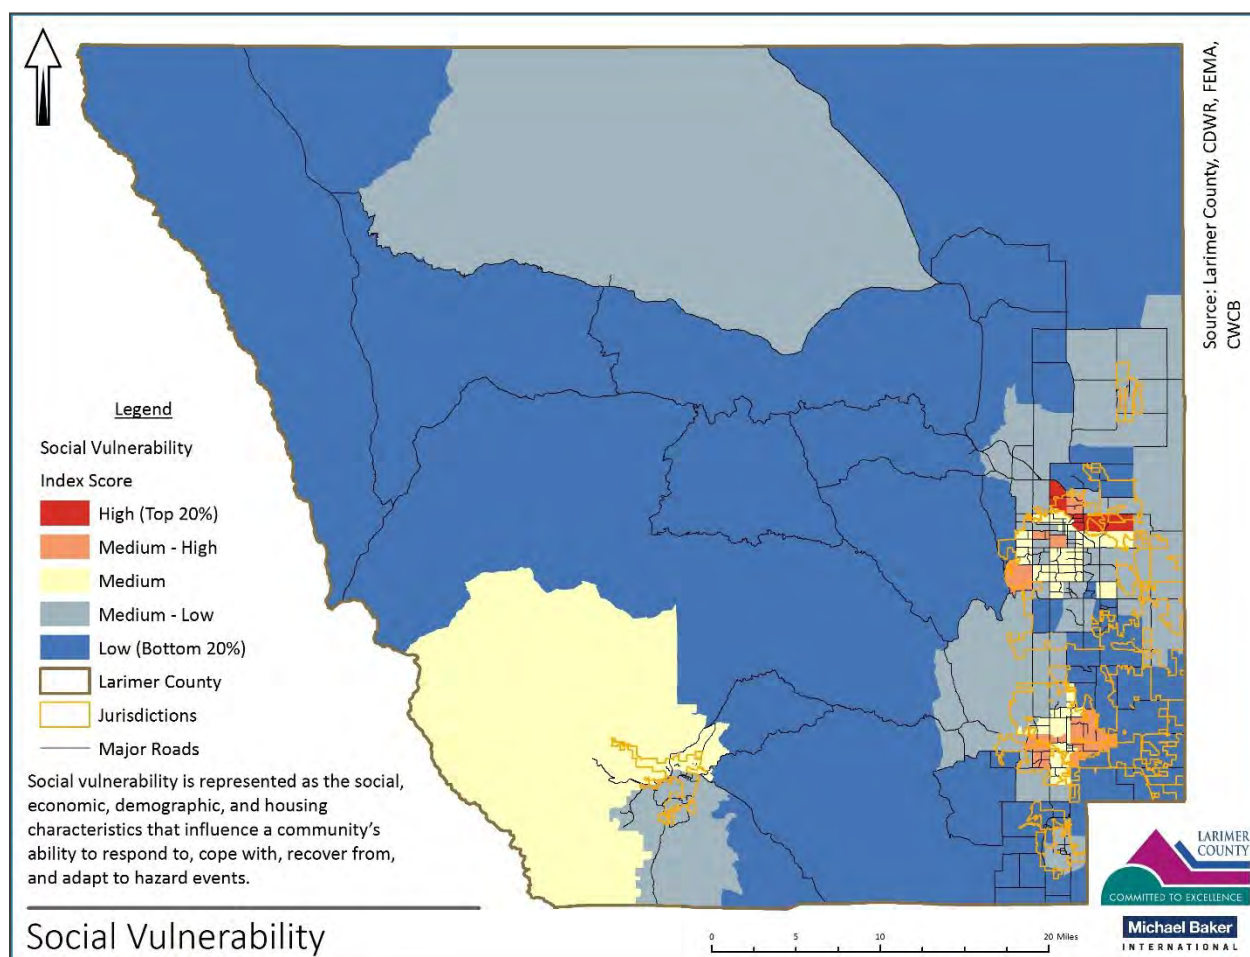 Source: Larimer County, CDWR, FEMA,
CWCB
Legend
Social Vulnerability
Index Score
High (Top 20%)
Medium - High
Medium
Medium - Low
Low (Bottom 20%)
Larimer County
Jurisdictions
Major Roads
Social vulnerability is represented as the social,
economic, demographic, and housing
characteristics that influence a community's
ability to respond to, cope with, recover from,
and adapt to hazard events.
Social Vulnerability
0 5 10 20 Miles
LARIMER
COUNTY
COMMITTED TO EXCELLENCE
Michael Baker
INTERNATIONAL